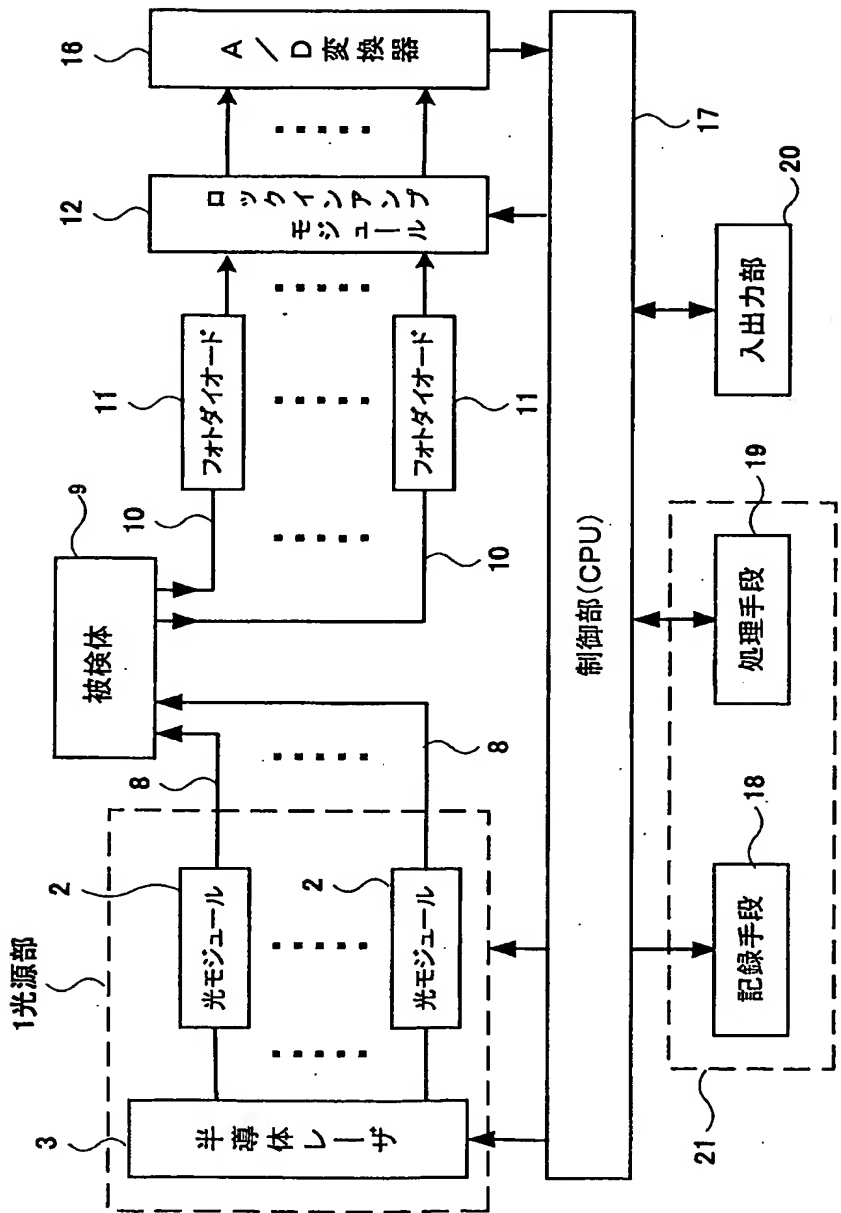 1光源部
3
半導体レーザ
2
光モジュール
2
光モジュール
8
8
9
被検体
10
10
11
フォトダイオード
フォトダイオード
11
12
ロックインアンプ
モジュール
16
A/D変換器
制御部(CPU)
17
18
記録手段
19
処理手段
20
入出力部
21